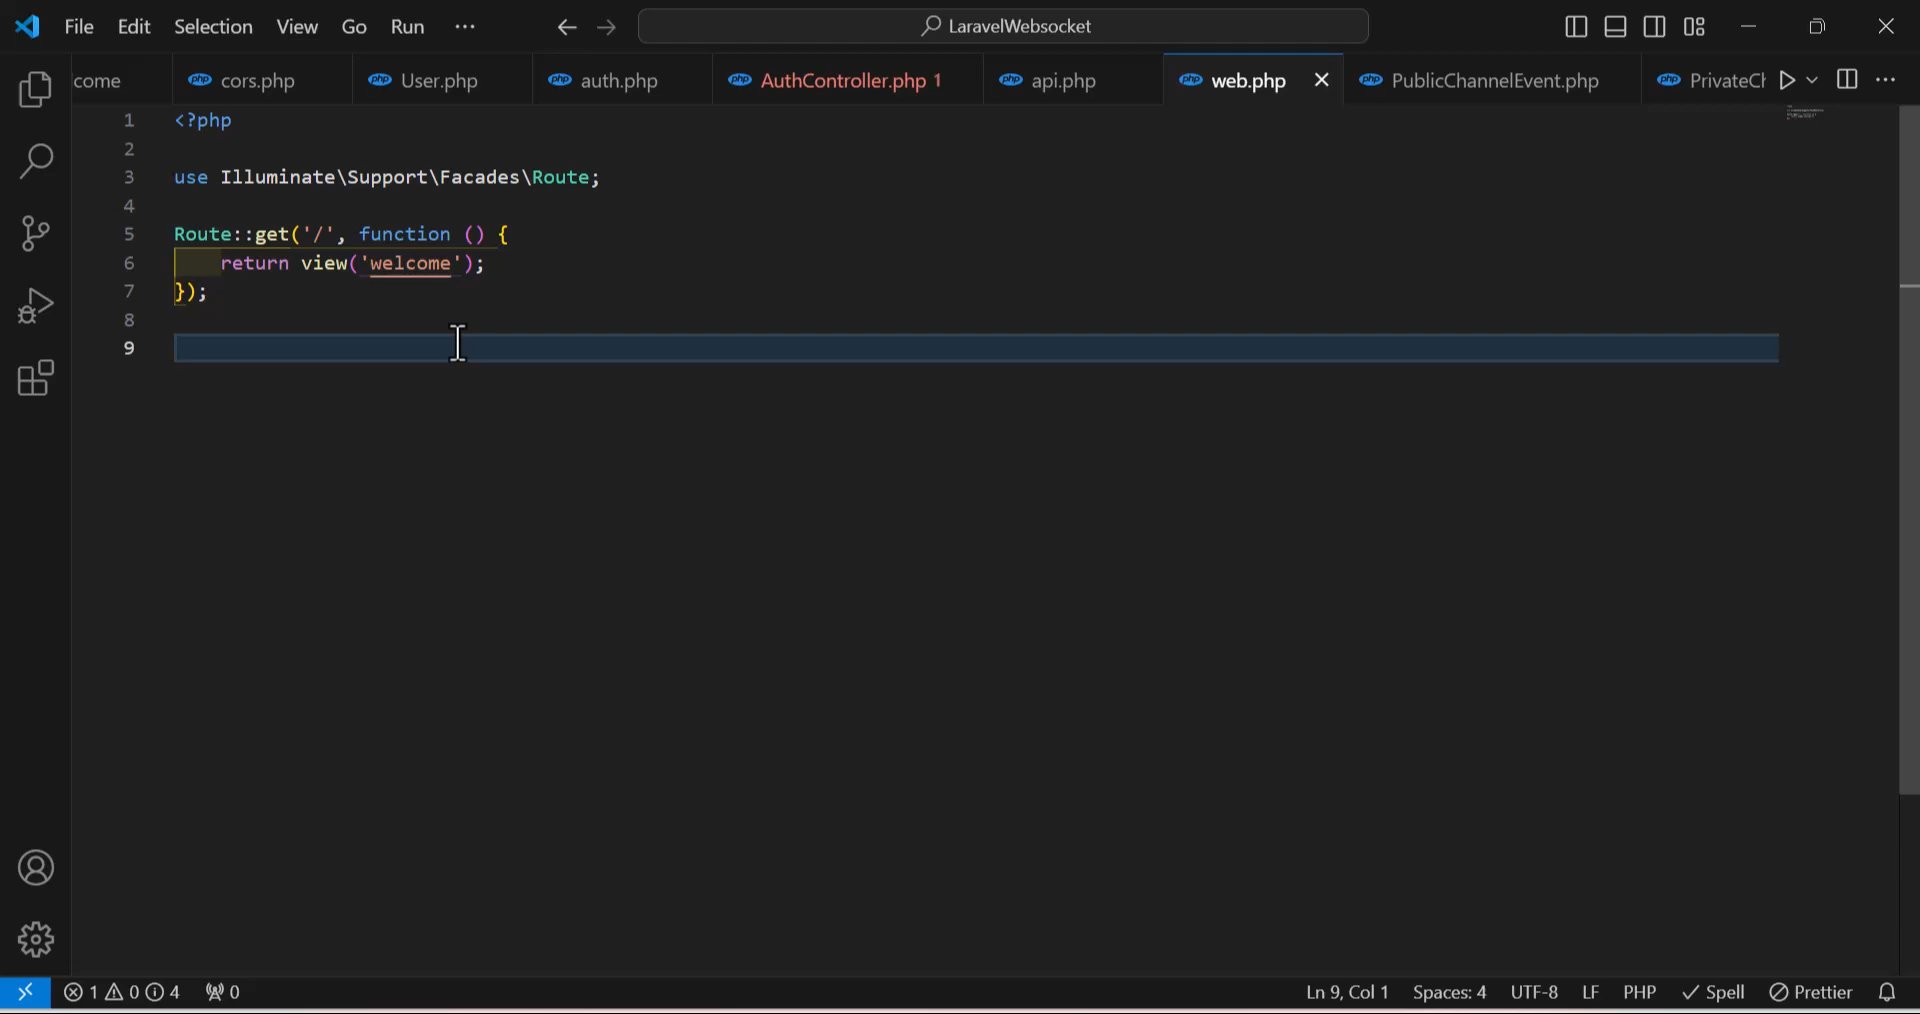 File Edit Selection View Go Run ··· LaravelWebsocket
come cors.php User.php auth.php AuthController.php 1 api.php web.php PublicChannelEvent.php PrivateCh
1 <?php
2
3 use Illuminate\Support\Facades\Route;
4
5 Route::get('/', function () {
6 return view('welcome');
7 });
8
9
1 0 4 0 Ln 9, Col 1 Spaces: 4 UTF-8 LF PHP Spell Prettier